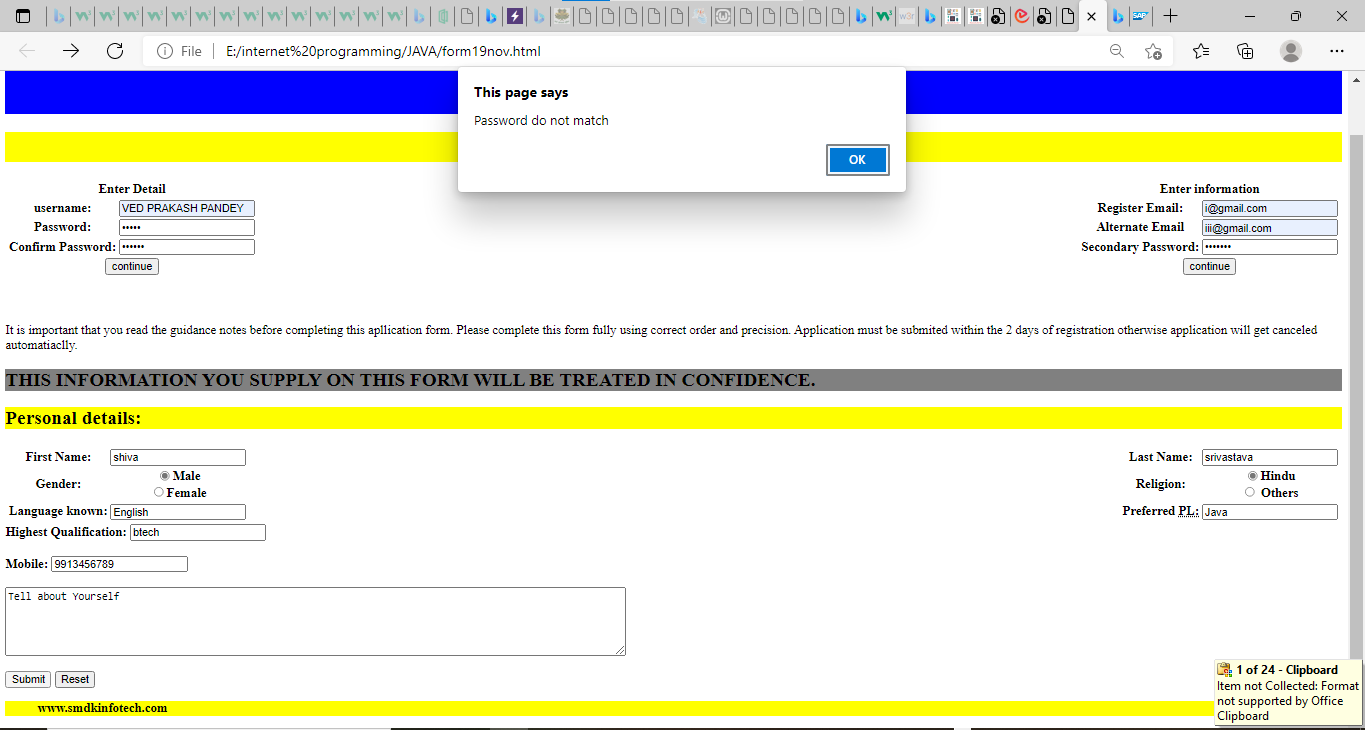 File
E:/internet%20programming/JAVA/form19nov.html
This page says
Password do not match
OK
Enter Detail
username: VED PRAKASH PANDEY
Password: •••••
Confirm Password: ••••••
continue
Enter information
Register Email: i@gmail.com
Alternate Email iii@gmail.com
Secondary Password: •••••••
continue
It is important that you read the guidance notes before completing this apllication form. Please complete this form fully using correct order and precision. Application must be submited within the 2 days of registration otherwise application will get canceled
automatiaclly.
THIS INFORMATION YOU SUPPLY ON THIS FORM WILL BE TREATED IN CONFIDENCE.
Personal details:
First Name: shiva
Gender: Male
Female
Language known: English
Highest Qualification: btech
Last Name: srivastava
Religion: Hindu
Others
Preferred PL: Java
Mobile: 9913456789
Tell about Yourself
Submit Reset
www.smdkinfotech.com
1 of 24 - Clipboard
Item not Collected: Format
not supported by Office
Clipboard